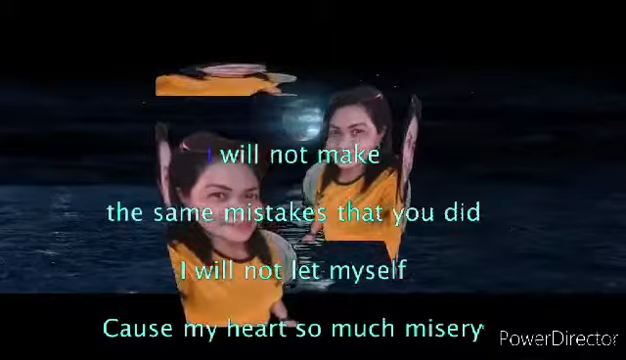 I will not make
the same mistakes that you did
I will not let myself
Cause my heart so much misery
PowerDirector